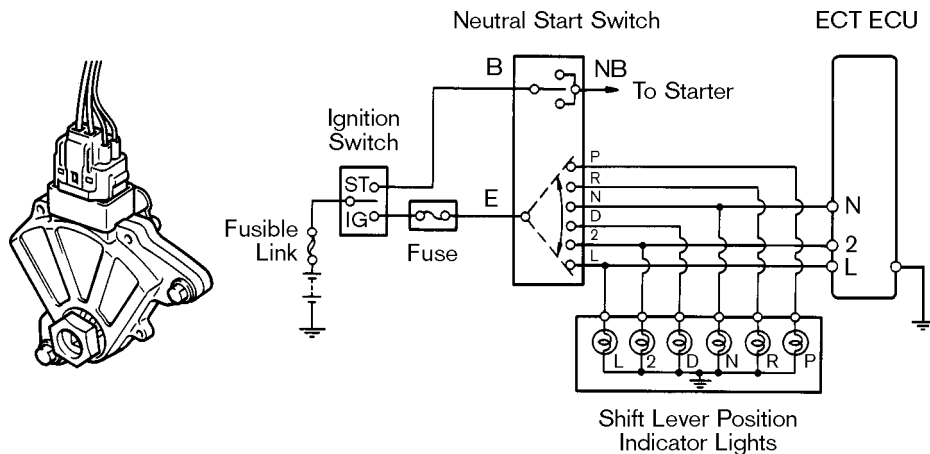 Neutral Start Switch
ECT ECU
B
NB
To Starter
Ignition
Switch
ST
IG
E
Fusible
Link
Fuse
P
R
N
D
2
L
N
2
L
L 2 D N R P
Shift Lever Position
Indicator Lights